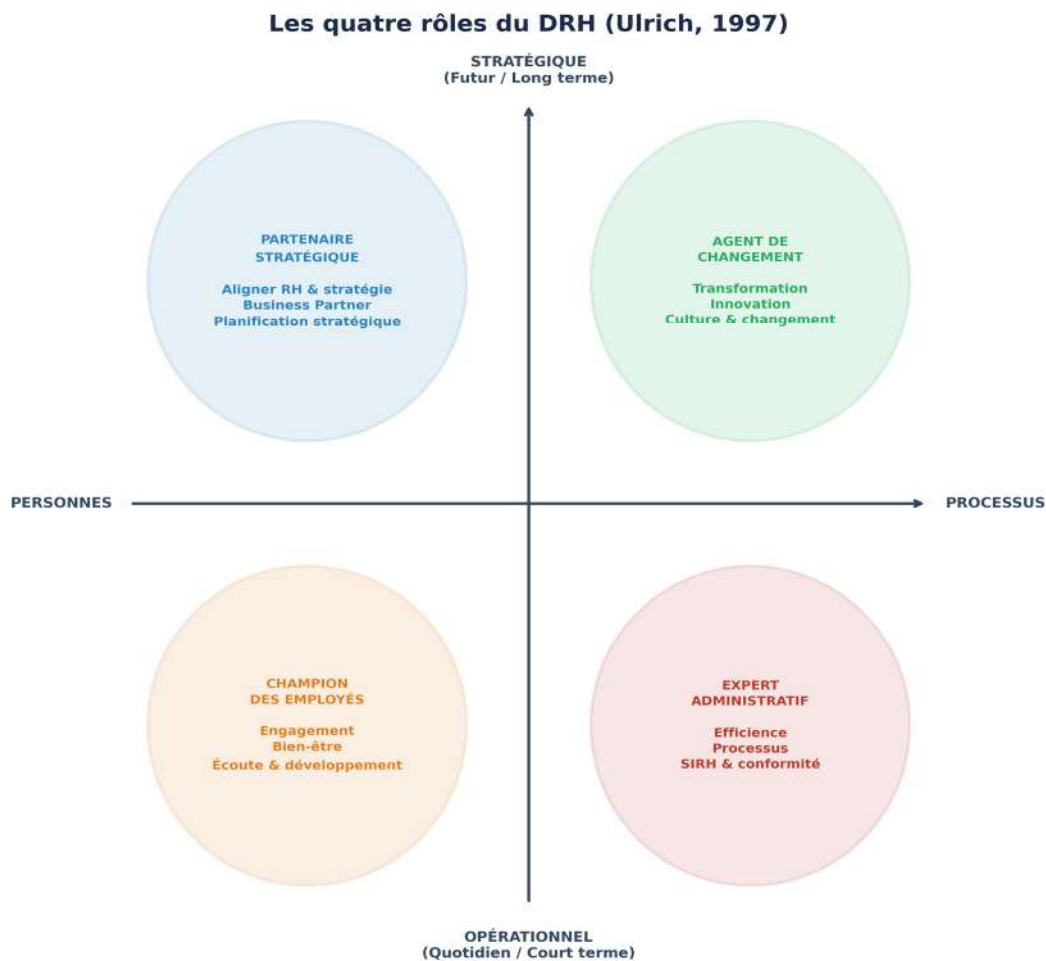 Les quatre rôles du DRH (Ulrich, 1997)
STRATÉGIQUE
(Futur / Long terme)
PARTENAIRE
STRATÉGIQUE
Aligner RH & stratégie
Business Partner
Planification stratégique
AGENT DE
CHANGEMENT
Transformation
Innovation
Culture & changement
PERSONNES
PROCESSUS
CHAMPION
DES EMPLOYÉS
Engagement
Bien-être
Écoute & développement
EXPERT
ADMINISTRATIF
Efficience
Processus
SIRH & conformité
OPÉRATIONNEL
(Quotidien / Court terme)